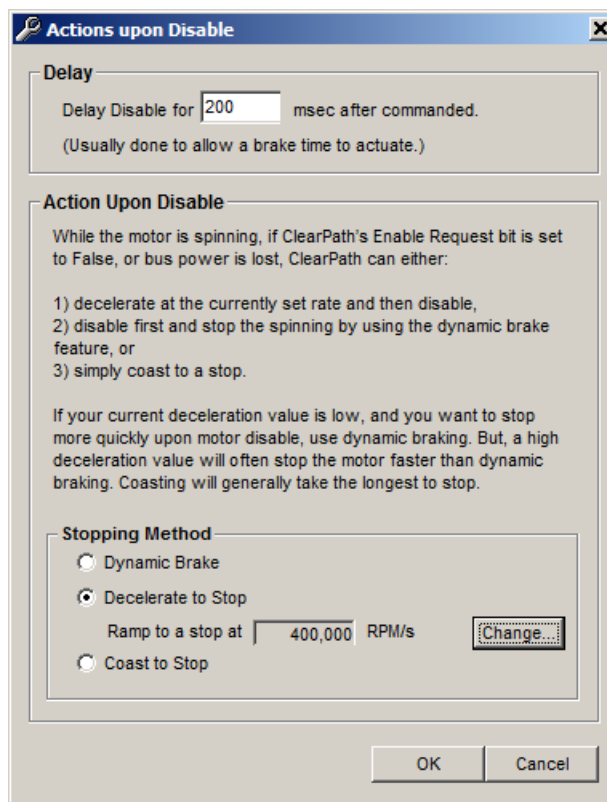 Actions upon Disable
Delay
Delay Disable for 200 msec after commanded.
(Usually done to allow a brake time to actuate.)
Action Upon Disable
While the motor is spinning, if ClearPath's Enable Request bit is set
to False, or bus power is lost, ClearPath can either:
1) decelerate at the currently set rate and then disable,
2) disable first and stop the spinning by using the dynamic brake
feature, or
3) simply coast to a stop.
If your current deceleration value is low, and you want to stop
more quickly upon motor disable, use dynamic braking. But, a high
deceleration value will often stop the motor faster than dynamic
braking. Coasting will generally take the longest to stop.
Stopping Method
Dynamic Brake
Decelerate to Stop
Ramp to a stop at 400,000 RPM/s Change...
Coast to Stop
OK Cancel